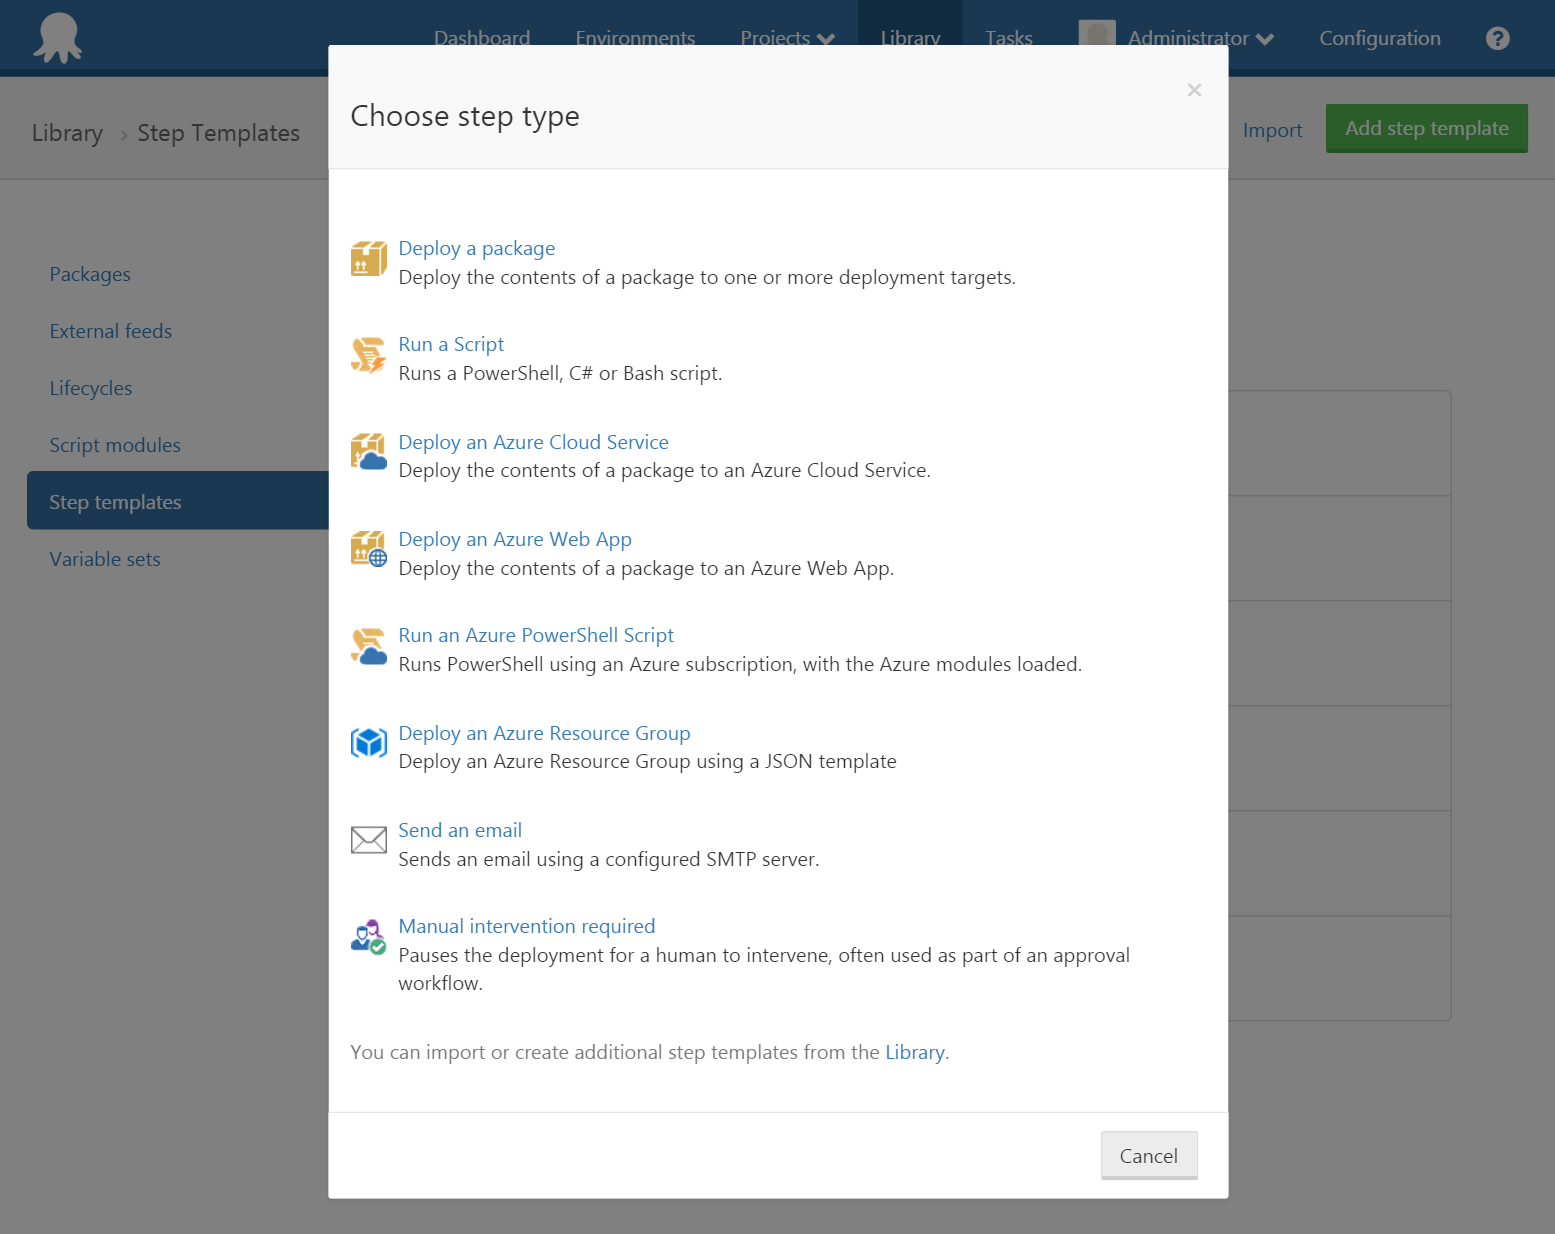 Dashboard Environments Projects Library Tasks Administrator Configuration ?
Library › Step Templates
Import
Add step template
Packages
External feeds
Lifecycles
Script modules
Step templates
Variable sets
×
Choose step type
Deploy a package
Deploy the contents of a package to one or more deployment targets.
Run a Script
Runs a PowerShell, C# or Bash script.
Deploy an Azure Cloud Service
Deploy the contents of a package to an Azure Cloud Service.
Deploy an Azure Web App
Deploy the contents of a package to an Azure Web App.
Run an Azure PowerShell Script
Runs PowerShell using an Azure subscription, with the Azure modules loaded.
Deploy an Azure Resource Group
Deploy an Azure Resource Group using a JSON template
Send an email
Sends an email using a configured SMTP server.
Manual intervention required
Pauses the deployment for a human to intervene, often used as part of an approval
workflow.
You can import or create additional step templates from the Library.
Cancel